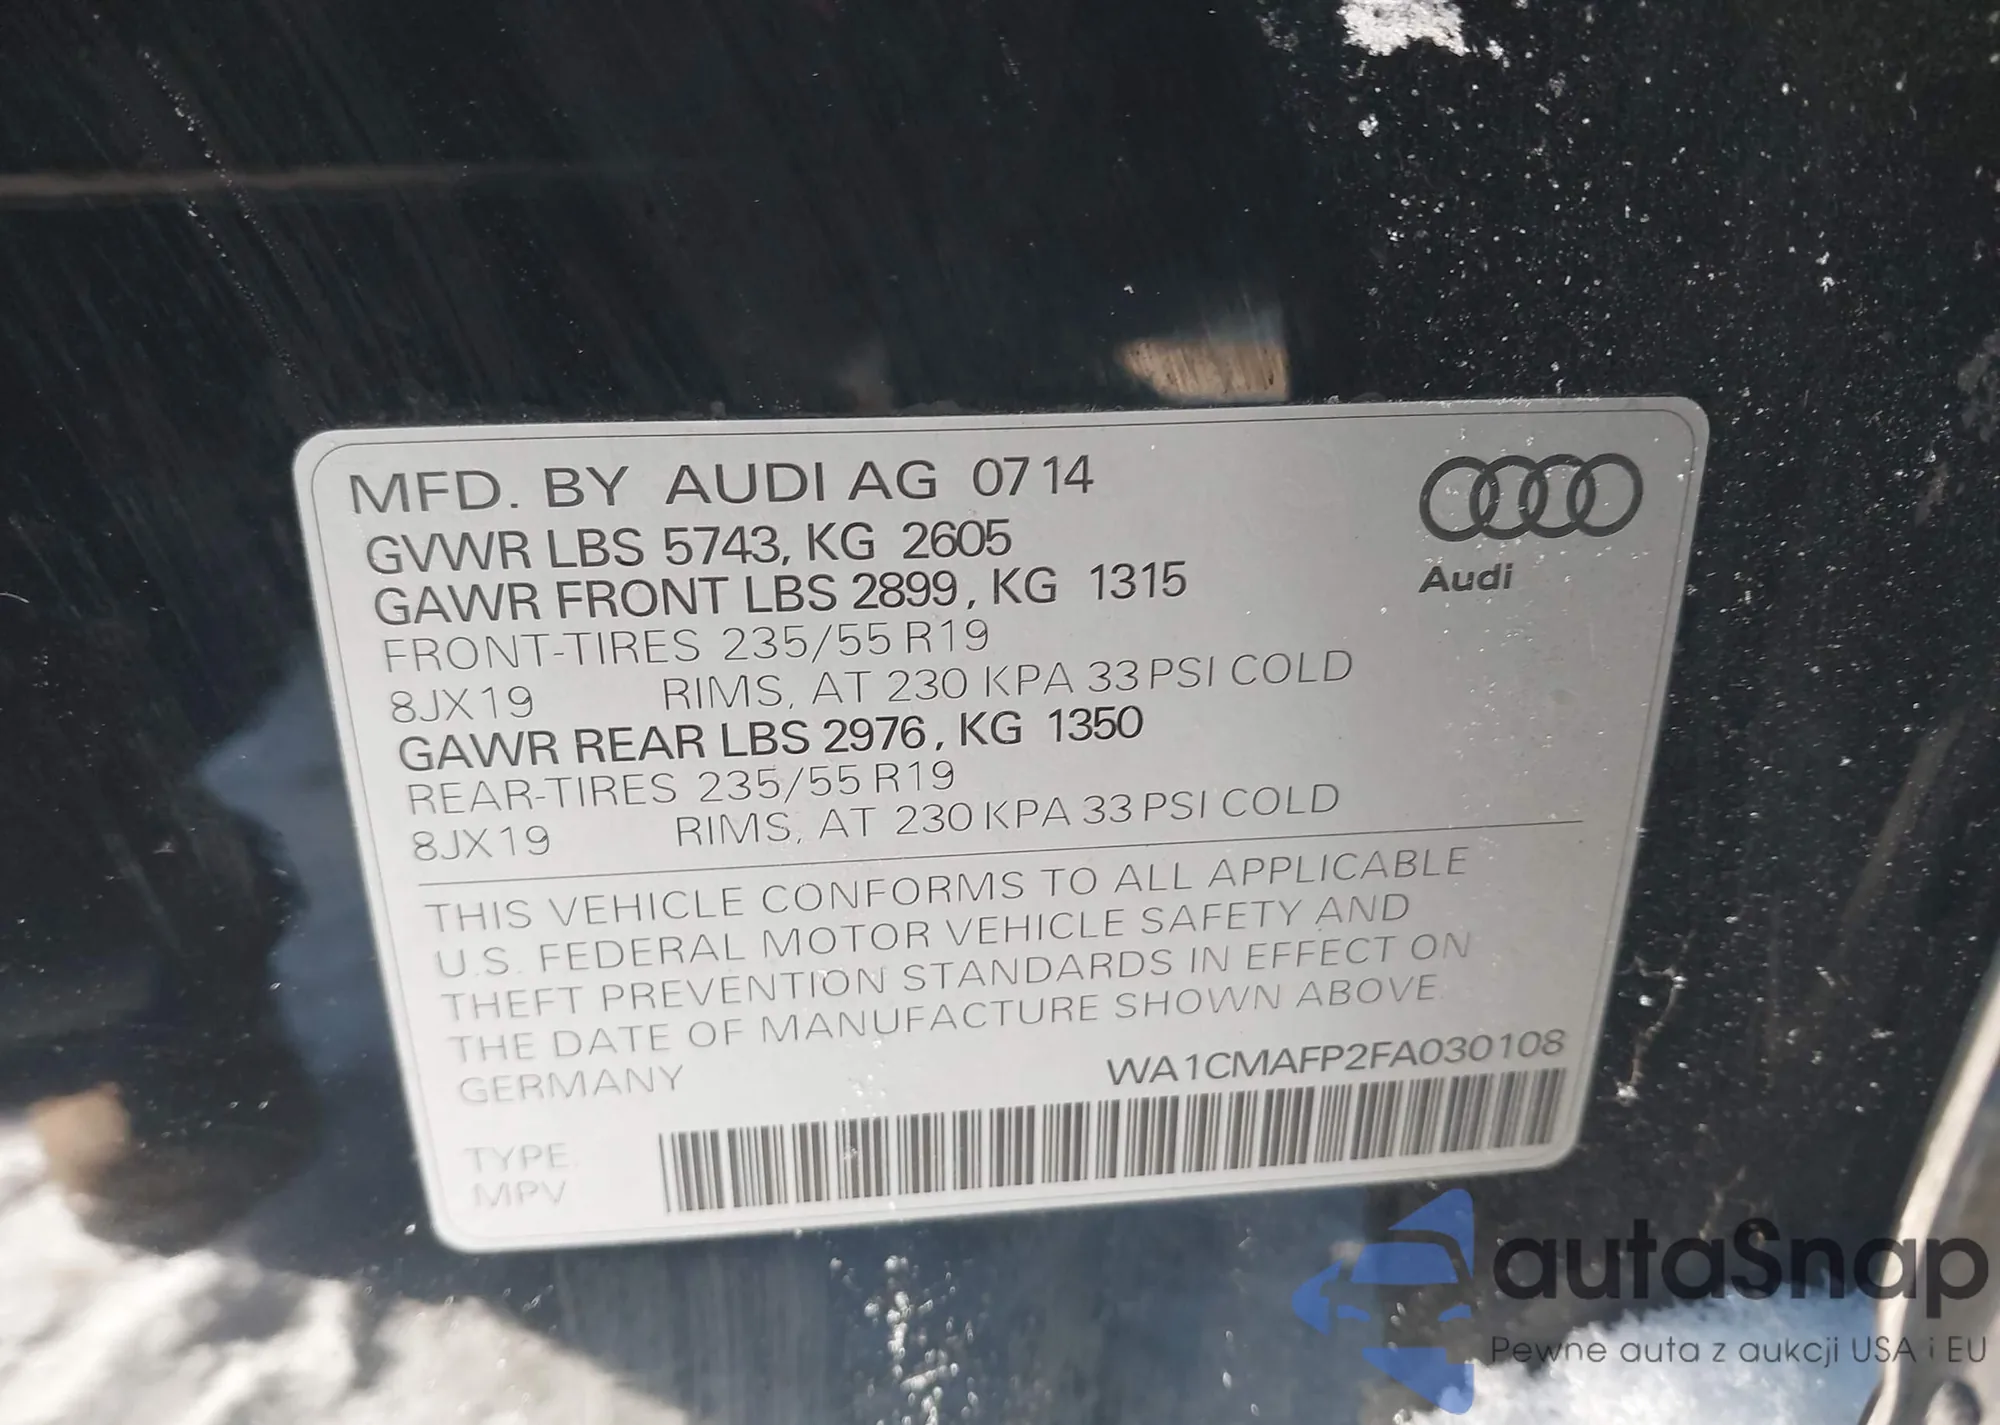 MFD. BY AUDI AG 0714
GVWR LBS 5743, KG 2605
GAWR FRONT LBS 2899, KG 1315
FRONT-TIRES 235/55 R19
8JX19 RIMS, AT 230 KPA 33 PSI COLD
GAWR REAR LBS 2976, KG 1350
REAR-TIRES 235/55 R19
8JX19 RIMS, AT 230 KPA 33 PSI COLD
Audi
THIS VEHICLE CONFORMS TO ALL APPLICABLE
U.S. FEDERAL MOTOR VEHICLE SAFETY AND
THEFT PREVENTION STANDARDS IN EFFECT ON
THE DATE OF MANUFACTURE SHOWN ABOVE.
GERMANY
WA1CMAFP2FA030108
TYPE:
MPV
autaSnap
Pewne auta z aukcji USA i EU